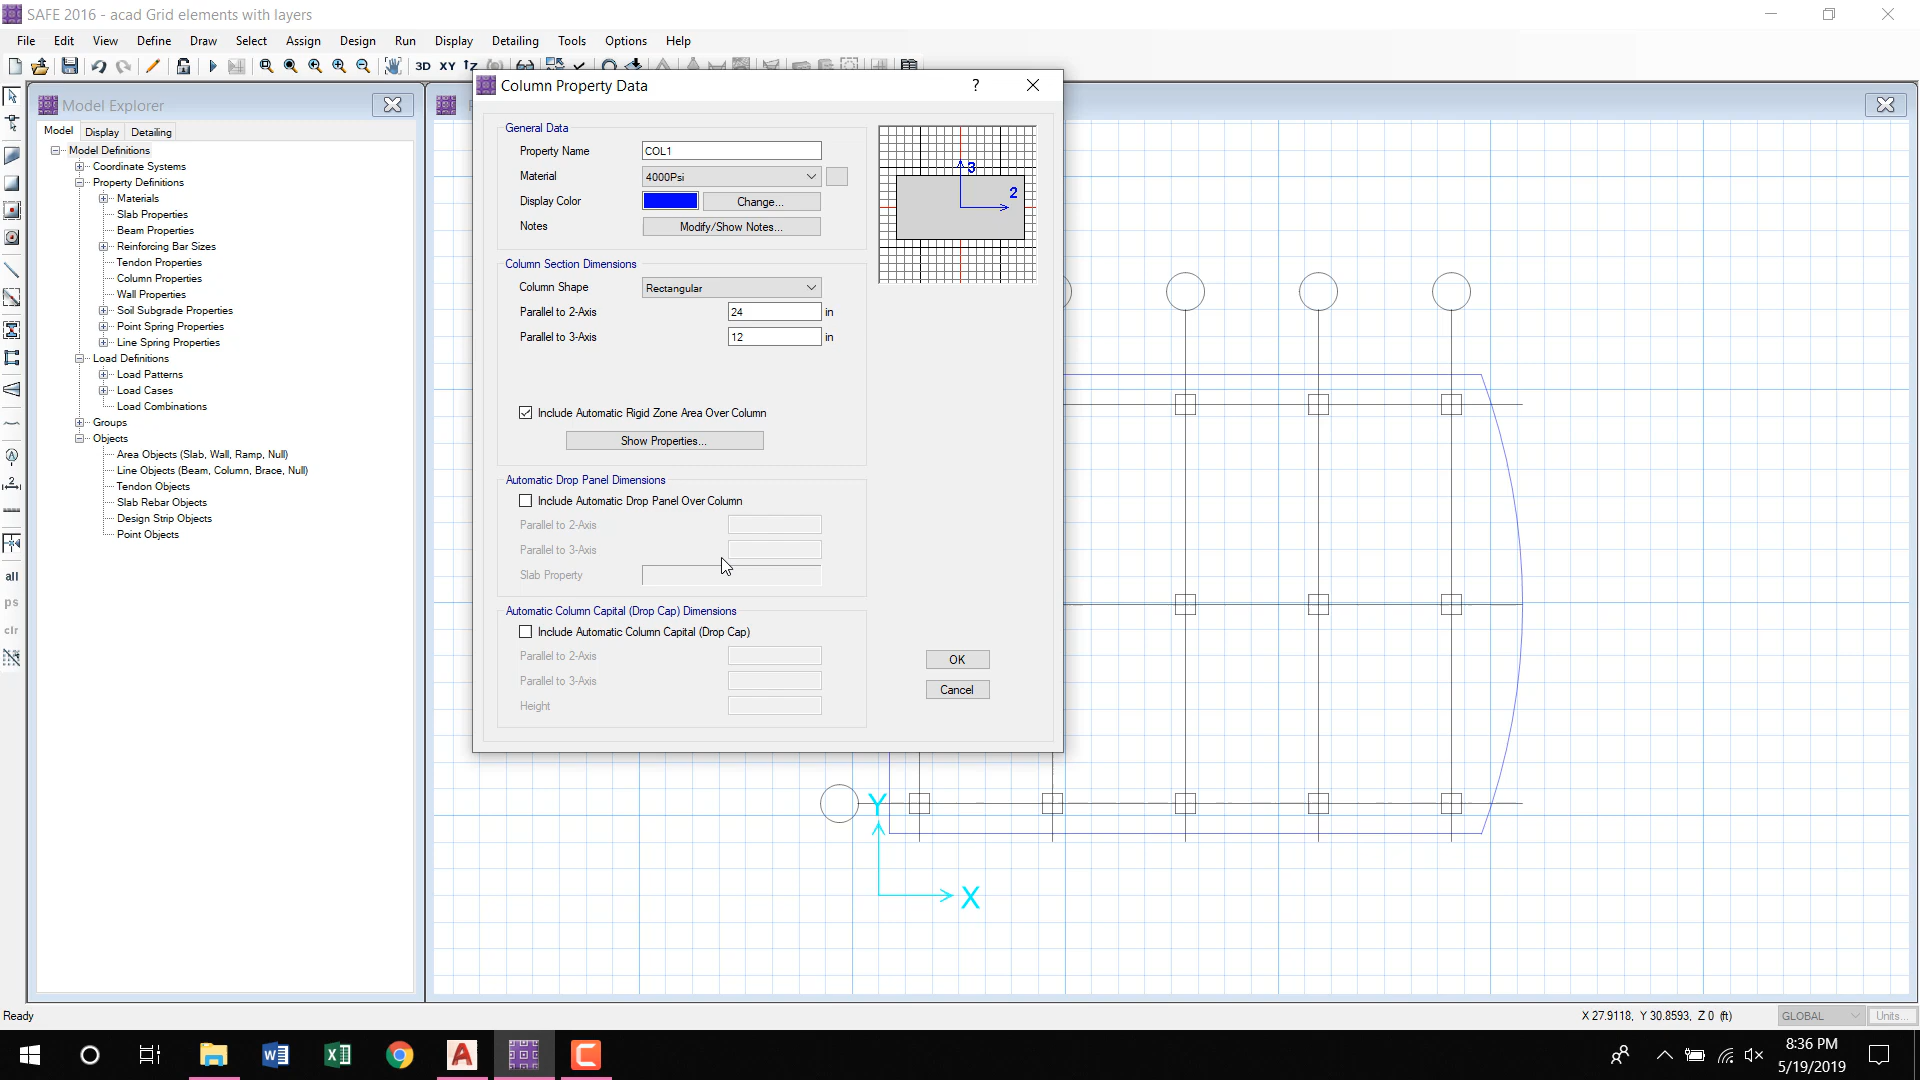 SAFE 2016 - acad Grid elements with layers
File Edit View Define Draw Select Assign Design Run Display Detailing Tools Options Help
3D XY
Model Explorer
Model Display Detailing
Model Definitions
Coordinate Systems
Property Definitions
Materials
Slab Properties
Beam Properties
Reinforcing Bar Sizes
Tendon Properties
Column Properties
Wall Properties
Soil Subgrade Properties
Point Spring Properties
Line Spring Properties
Load Definitions
Load Patterns
Load Cases
Load Combinations
Groups
Objects
Area Objects (Slab, Wall, Ramp, Null)
Line Objects (Beam, Column, Brace, Null)
Tendon Objects
Slab Rebar Objects
Design Strip Objects
Point Objects
all
ps
clr
Column Property Data
?
General Data
Property Name COL1
Material 4000Psi
Display Color Change...
Notes Modify/Show Notes...
3
2
Column Section Dimensions
Column Shape Rectangular
Parallel to 2-Axis 24 in
Parallel to 3-Axis 12 in
Include Automatic Rigid Zone Area Over Column
Show Properties...
Automatic Drop Panel Dimensions
Include Automatic Drop Panel Over Column
Parallel to 2-Axis
Parallel to 3-Axis
Slab Property
Automatic Column Capital (Drop Cap) Dimensions
Include Automatic Column Capital (Drop Cap)
Parallel to 2-Axis
Parallel to 3-Axis
Height
OK
Cancel
Y
X
Ready
X 27.9118, Y 30.8593, Z 0 (ft)
GLOBAL
Units...
8:36 PM
5/19/2019